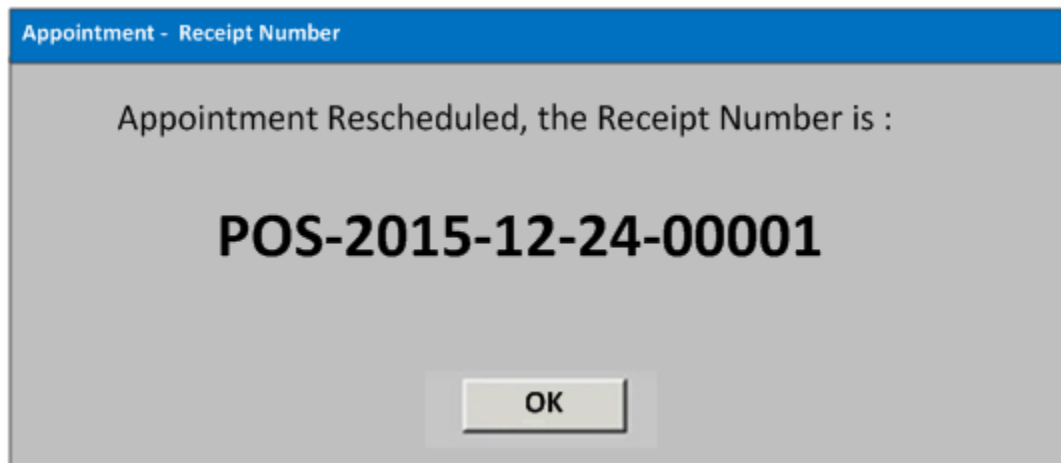 Appointment - Receipt Number
Appointment Rescheduled, the Receipt Number is :
POS-2015-12-24-00001
OK